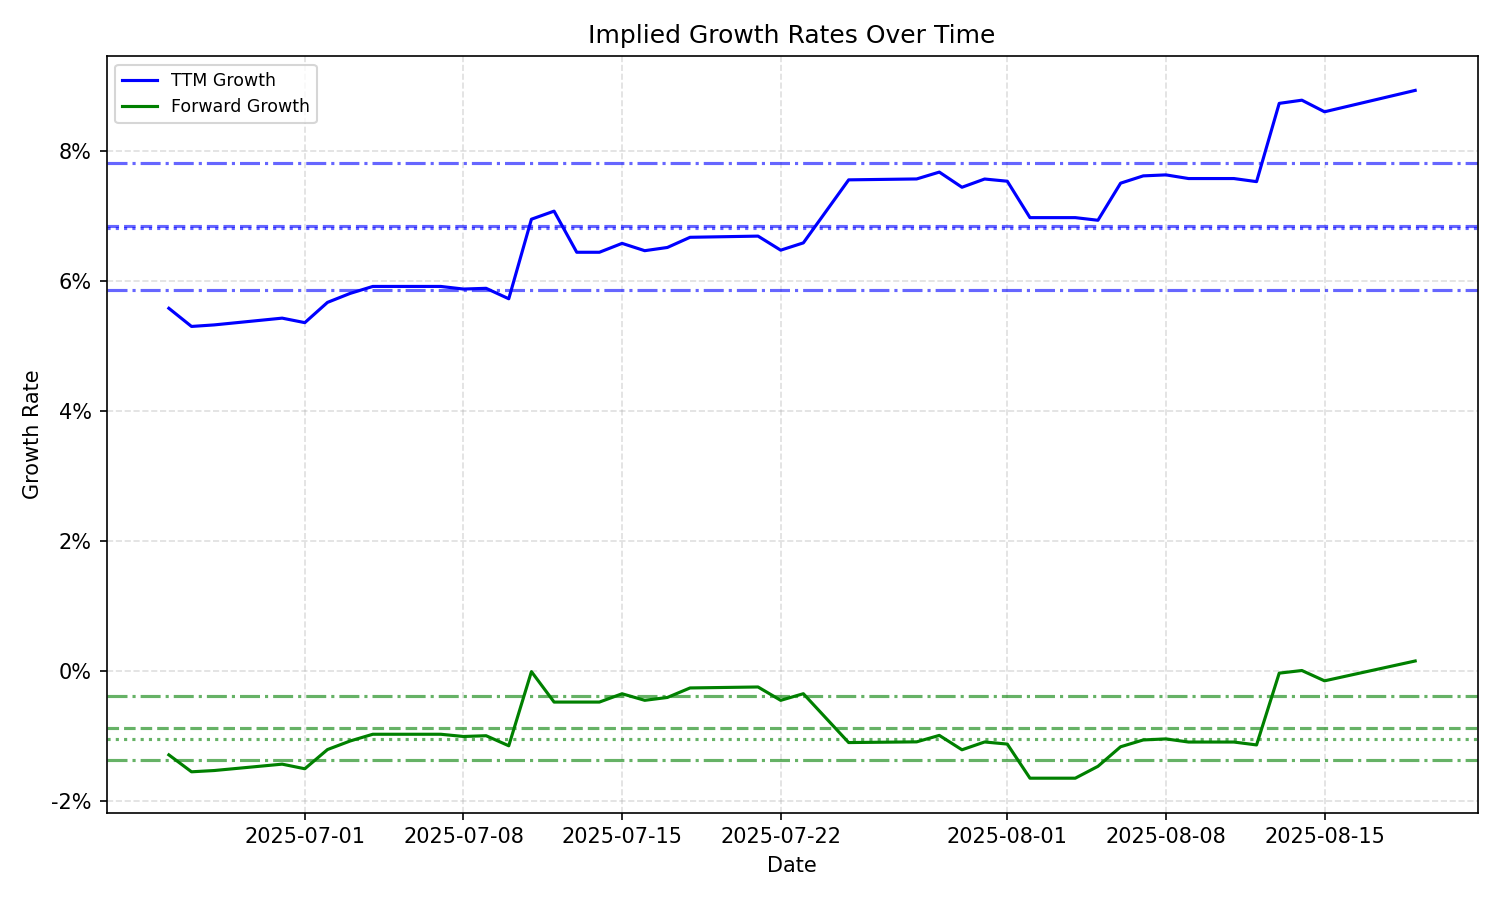 Implied Growth Rates Over Time
TTM Growth
Forward Growth
Growth Rate
8%
6%
4%
2%
0%
-2%
2025-07-01
2025-07-08
2025-07-15
2025-07-22
2025-08-01
2025-08-08
2025-08-15
Date